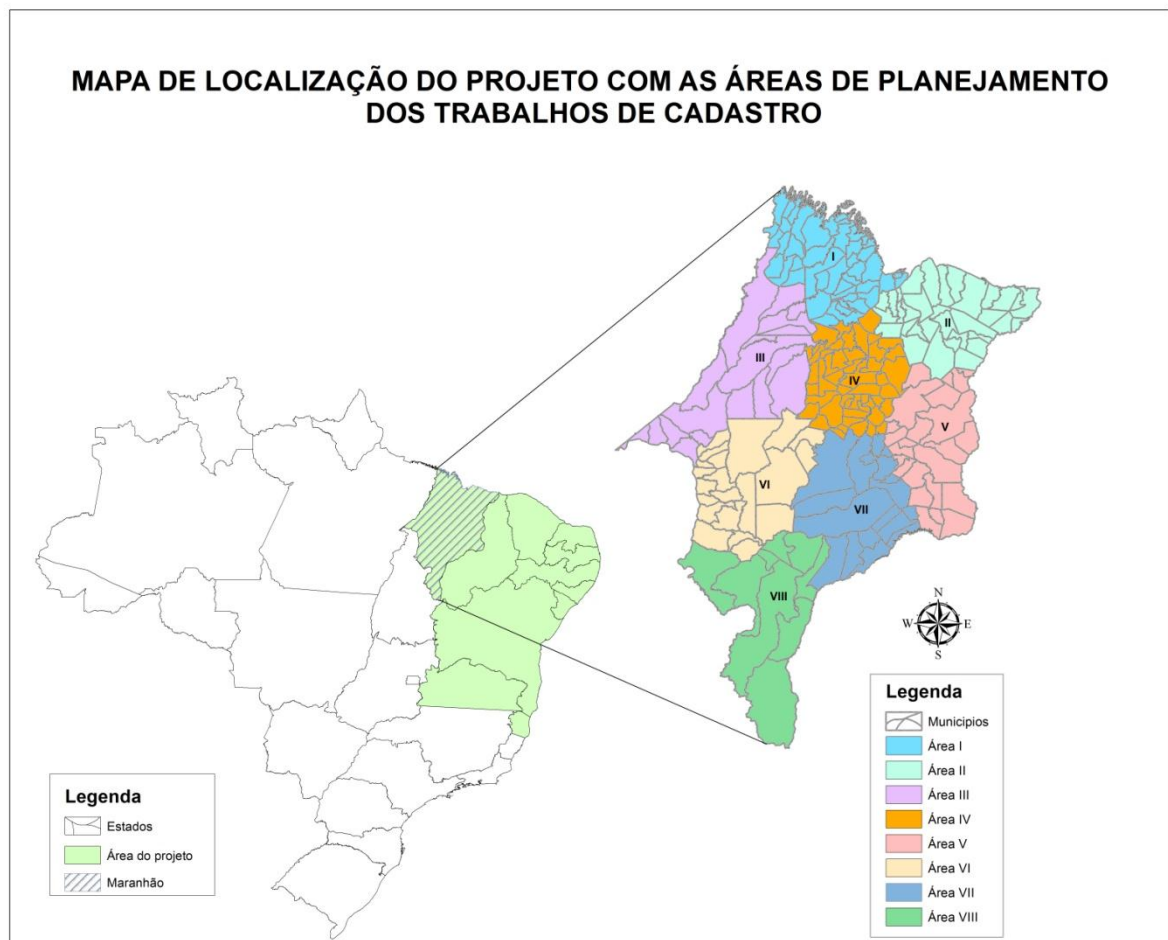 MAPA DE LOCALIZAÇÃO DO PROJETO COM AS ÁREAS DE PLANEJAMENTO
DOS TRABALHOS DE CADASTRO
I
II
III
IV
V
VI
VII
VIII
N
W
E
S
Legenda
Estados
Área do projeto
Maranhão
Legenda
Municipios
Área I
Área II
Área III
Área IV
Área V
Área VI
Área VII
Área VIII